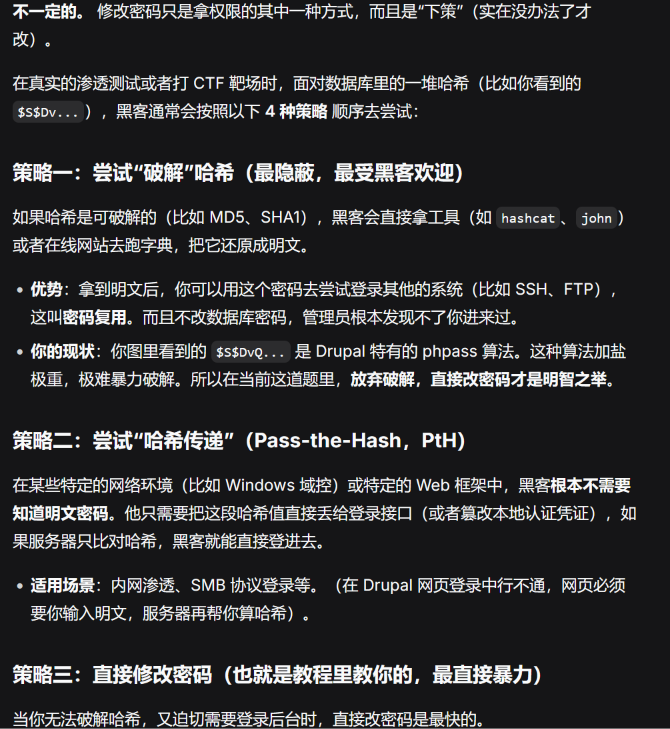 不一定的。 修改密码只是拿权限的其中一种方式，而且是“下策”（实在没办法了才
改）。
在真实的渗透测试或者打 CTF 靶场时，面对数据库里的一堆哈希（比如你看到的
$S$Dv...），黑客通常会按照以下 4 种策略 顺序去尝试：
策略一：尝试“破解”哈希（最隐蔽，最受黑客欢迎）
如果哈希是可破解的（比如 MD5、SHA1），黑客会直接拿工具（如 hashcat、john）
或者在线网站去跑字典，把它还原成明文。
• 优势：拿到明文后，你可以用这个密码去尝试登录其他的系统（比如 SSH、FTP），
这叫密码复用。而且不改数据库密码，管理员根本发现不了你进来过。
• 你的现状：你图里看到的 $S$DvQ... 是 Drupal 特有的 phpass 算法。这种算法加盐
极重，极难暴力破解。所以在当前这道题里，放弃破解，直接改密码才是明智之举。
策略二：尝试“哈希传递”（Pass-the-Hash，PtH）
在某些特定的网络环境（比如 Windows 域控）或特定的 Web 框架中，黑客根本不需要
知道明文密码。他只需要把这段哈希值直接丢给登录接口（或者篡改本地认证凭证），如
果服务器只比对哈希，黑客就能直接登进去。
• 适用场景：内网渗透、SMB 协议登录等。（在 Drupal 网页登录中行不通，网页必须
要你输入明文，服务器再帮你算哈希）。
策略三：直接修改密码（也就是教程里教你的，最直接暴力）
当你无法破解哈希，又迫切需要登录后台时，直接改密码是最快的。